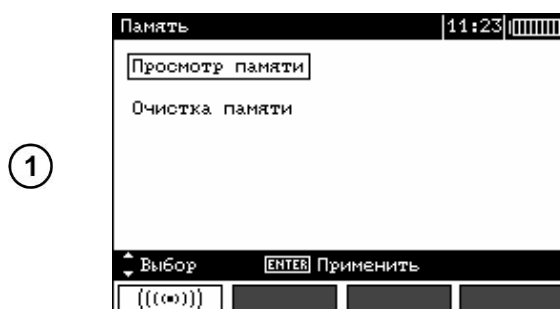 Память 11:23
Просмотр памяти
Очистка памяти
1
Выбор ENTER Применить
(((•)))